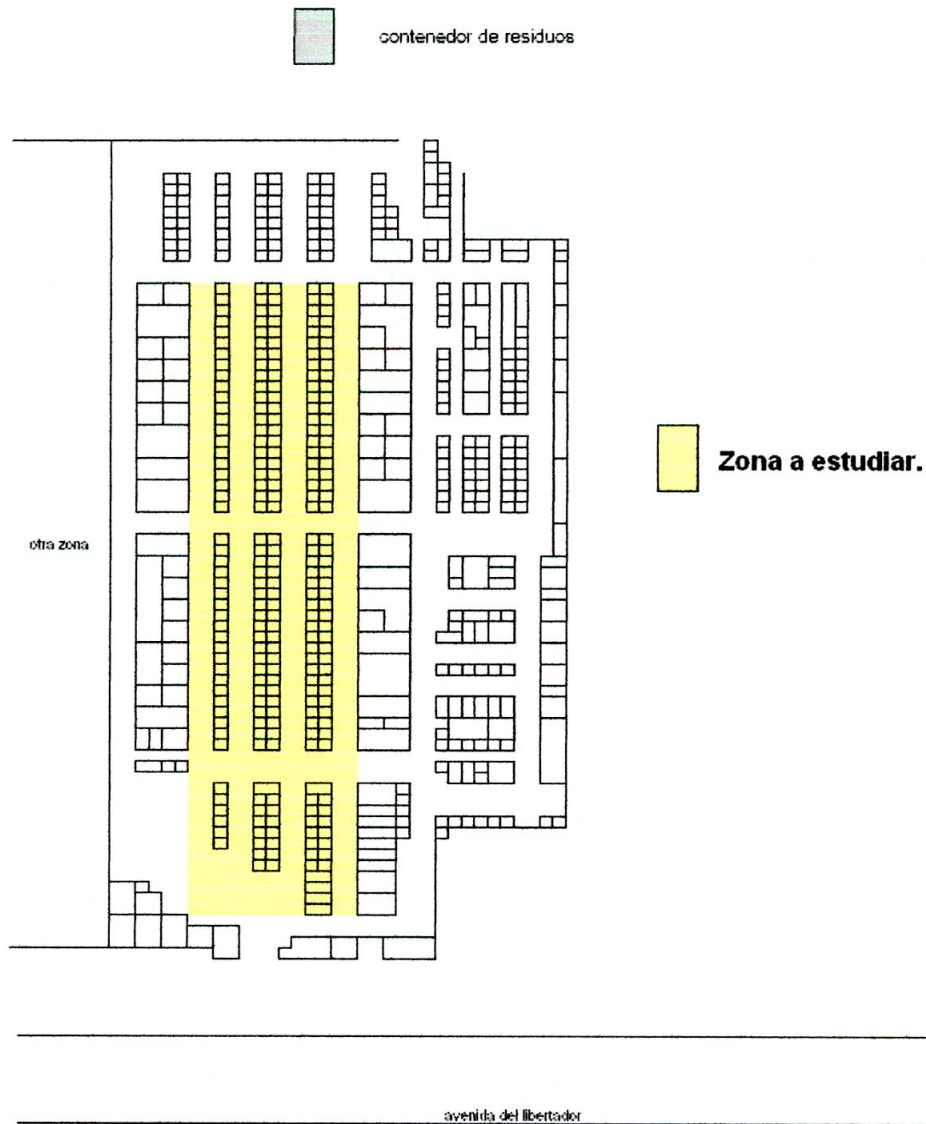 contenedor de residuos
Zona a estudiar.
otra zona
avenida del libertador